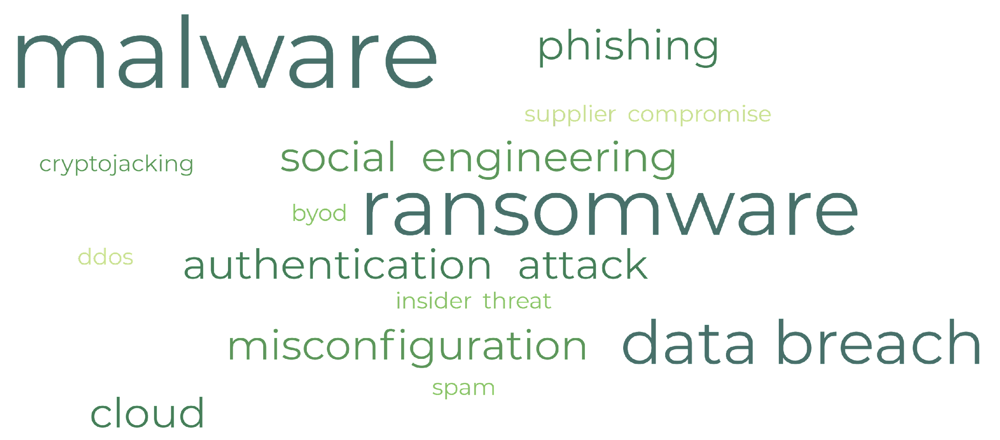 malware
phishing
supplier compromise
cryptojacking
social engineering
byod
ransomware
ddos
authentication attack
insider threat
misconfiguration
data breach
spam
cloud